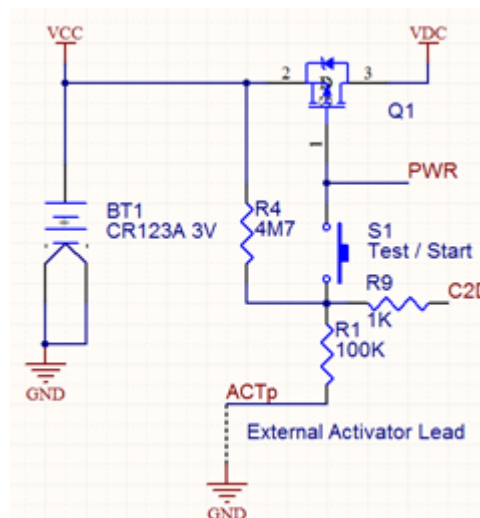 VCC
VDC
2
3
Q1
1
PWR
BT1
CR123A 3V
R4
4M7
S1
Test / Start
R9
1K
C2D
R1
100K
GND
ACTp
External Activator Lead
GND